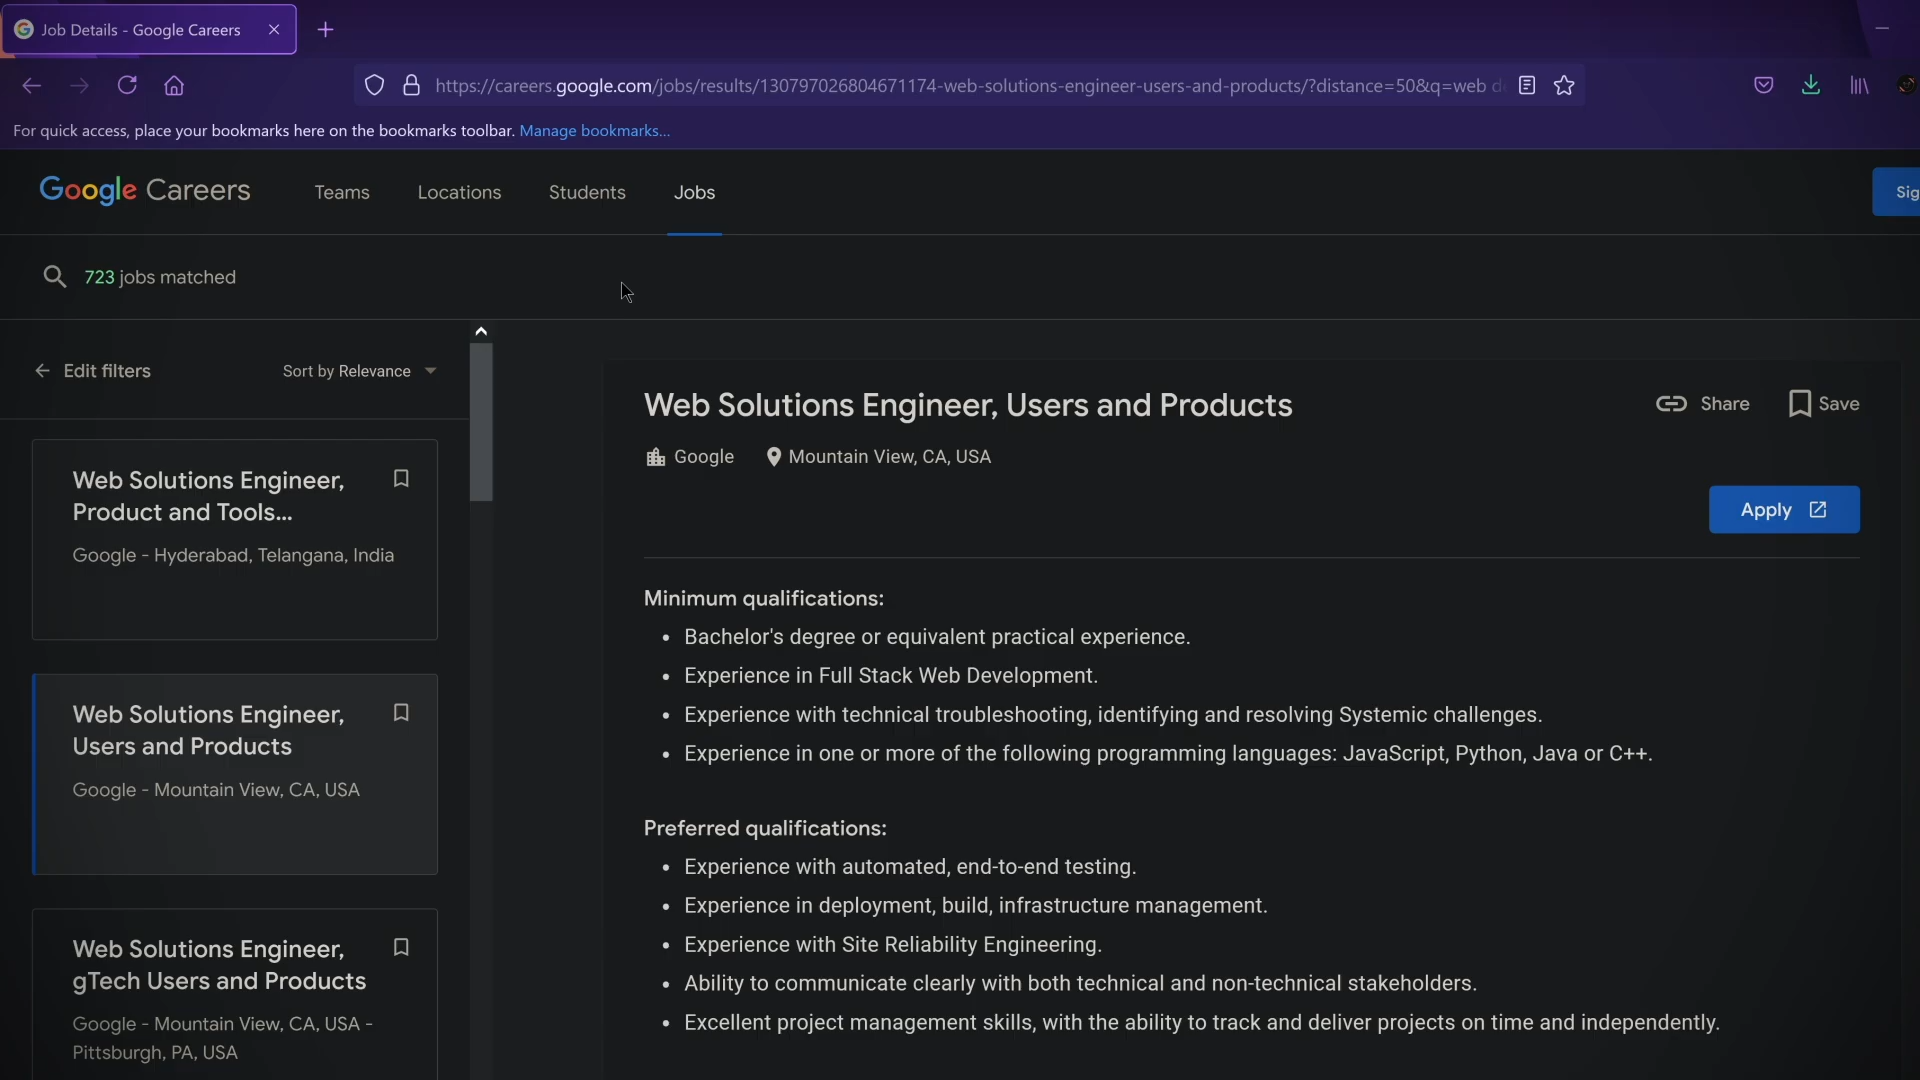 Job Details - Google Careers
https://careers.google.com/jobs/results/130797026804671174-web-solutions-engineer-users-and-products/?distance=50&q=web d
For quick access, place your bookmarks here on the bookmarks toolbar. Manage bookmarks...
Google Careers
Teams
Locations
Students
Jobs
Sig
723 jobs matched
Edit filters
Sort by Relevance
Web Solutions Engineer,
Product and Tools...
Google - Hyderabad, Telangana, India
Web Solutions Engineer,
Users and Products
Google - Mountain View, CA, USA
Web Solutions Engineer,
gTech Users and Products
Google - Mountain View, CA, USA -
Pittsburgh, PA, USA
Web Solutions Engineer, Users and Products
Share
Save
Google
Mountain View, CA, USA
Apply
Minimum qualifications:
• Bachelor's degree or equivalent practical experience.
• Experience in Full Stack Web Development.
• Experience with technical troubleshooting, identifying and resolving Systemic challenges.
• Experience in one or more of the following programming languages: JavaScript, Python, Java or C++.
Preferred qualifications:
• Experience with automated, end-to-end testing.
• Experience in deployment, build, infrastructure management.
• Experience with Site Reliability Engineering.
• Ability to communicate clearly with both technical and non-technical stakeholders.
• Excellent project management skills, with the ability to track and deliver projects on time and independently.